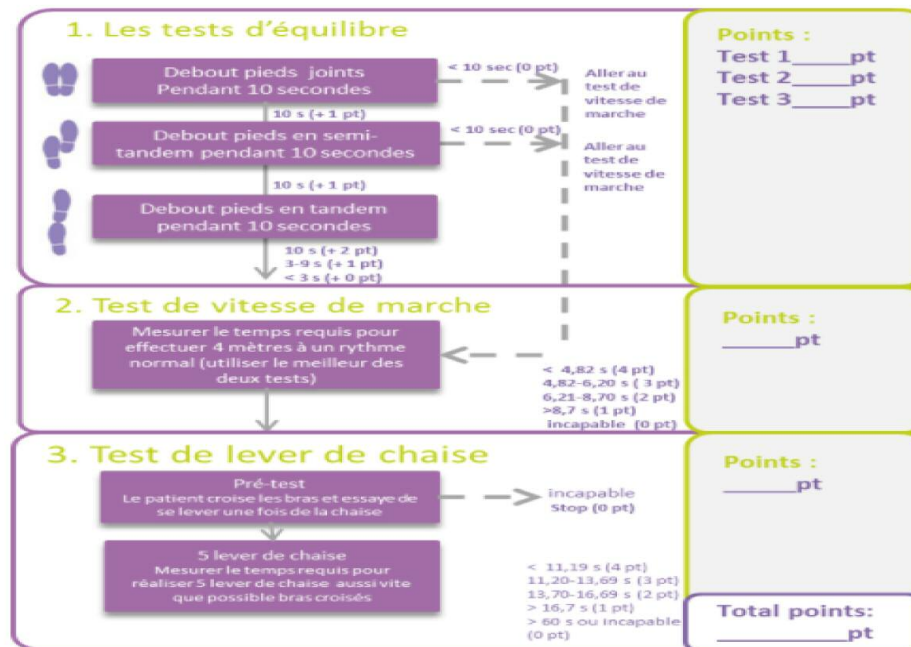 1. Les tests d'équilibre
Debout pieds joints
Pendant 10 secondes
< 10 sec (0 pt)
Aller au
test de
vitesse de
marche
10 s (+ 1 pt)
Debout pieds en semi-
tandem pendant 10 secondes
< 10 sec (0 pt)
Aller au
test de
vitesse de
marche
10 s (+ 1 pt)
Debout pieds en tandem
pendant 10 secondes
10 s (+ 2 pt)
3-9 s (+ 1 pt)
< 3 s (+ 0 pt)
Points :
Test 1____pt
Test 2____pt
Test 3____pt
2. Test de vitesse de marche
Mesurer le temps requis pour
effectuer 4 mètres à un rythme
normal (utiliser le meilleur des
deux tests)
< 4,82 s (4 pt)
4,82-6,20 s ( 3 pt)
6,21-8,70 s (2 pt)
>8,7 s (1 pt)
incapable (0 pt)
Points :
_____pt
3. Test de lever de chaise
Pré-test
Le patient croise les bras et essaye de
se lever une fois de la chaise
incapable
Stop (0 pt)
5 lever de chaise
Mesurer le temps requis pour
réaliser 5 lever de chaise aussi vite
que possible bras croisés
< 11,19 s (4 pt)
11,20-13,69 s (3 pt)
13,70-16,69 s (2 pt)
> 16,7 s (1 pt)
> 60 s ou incapable
(0 pt)
Points :
_____pt
Total points:
_________pt